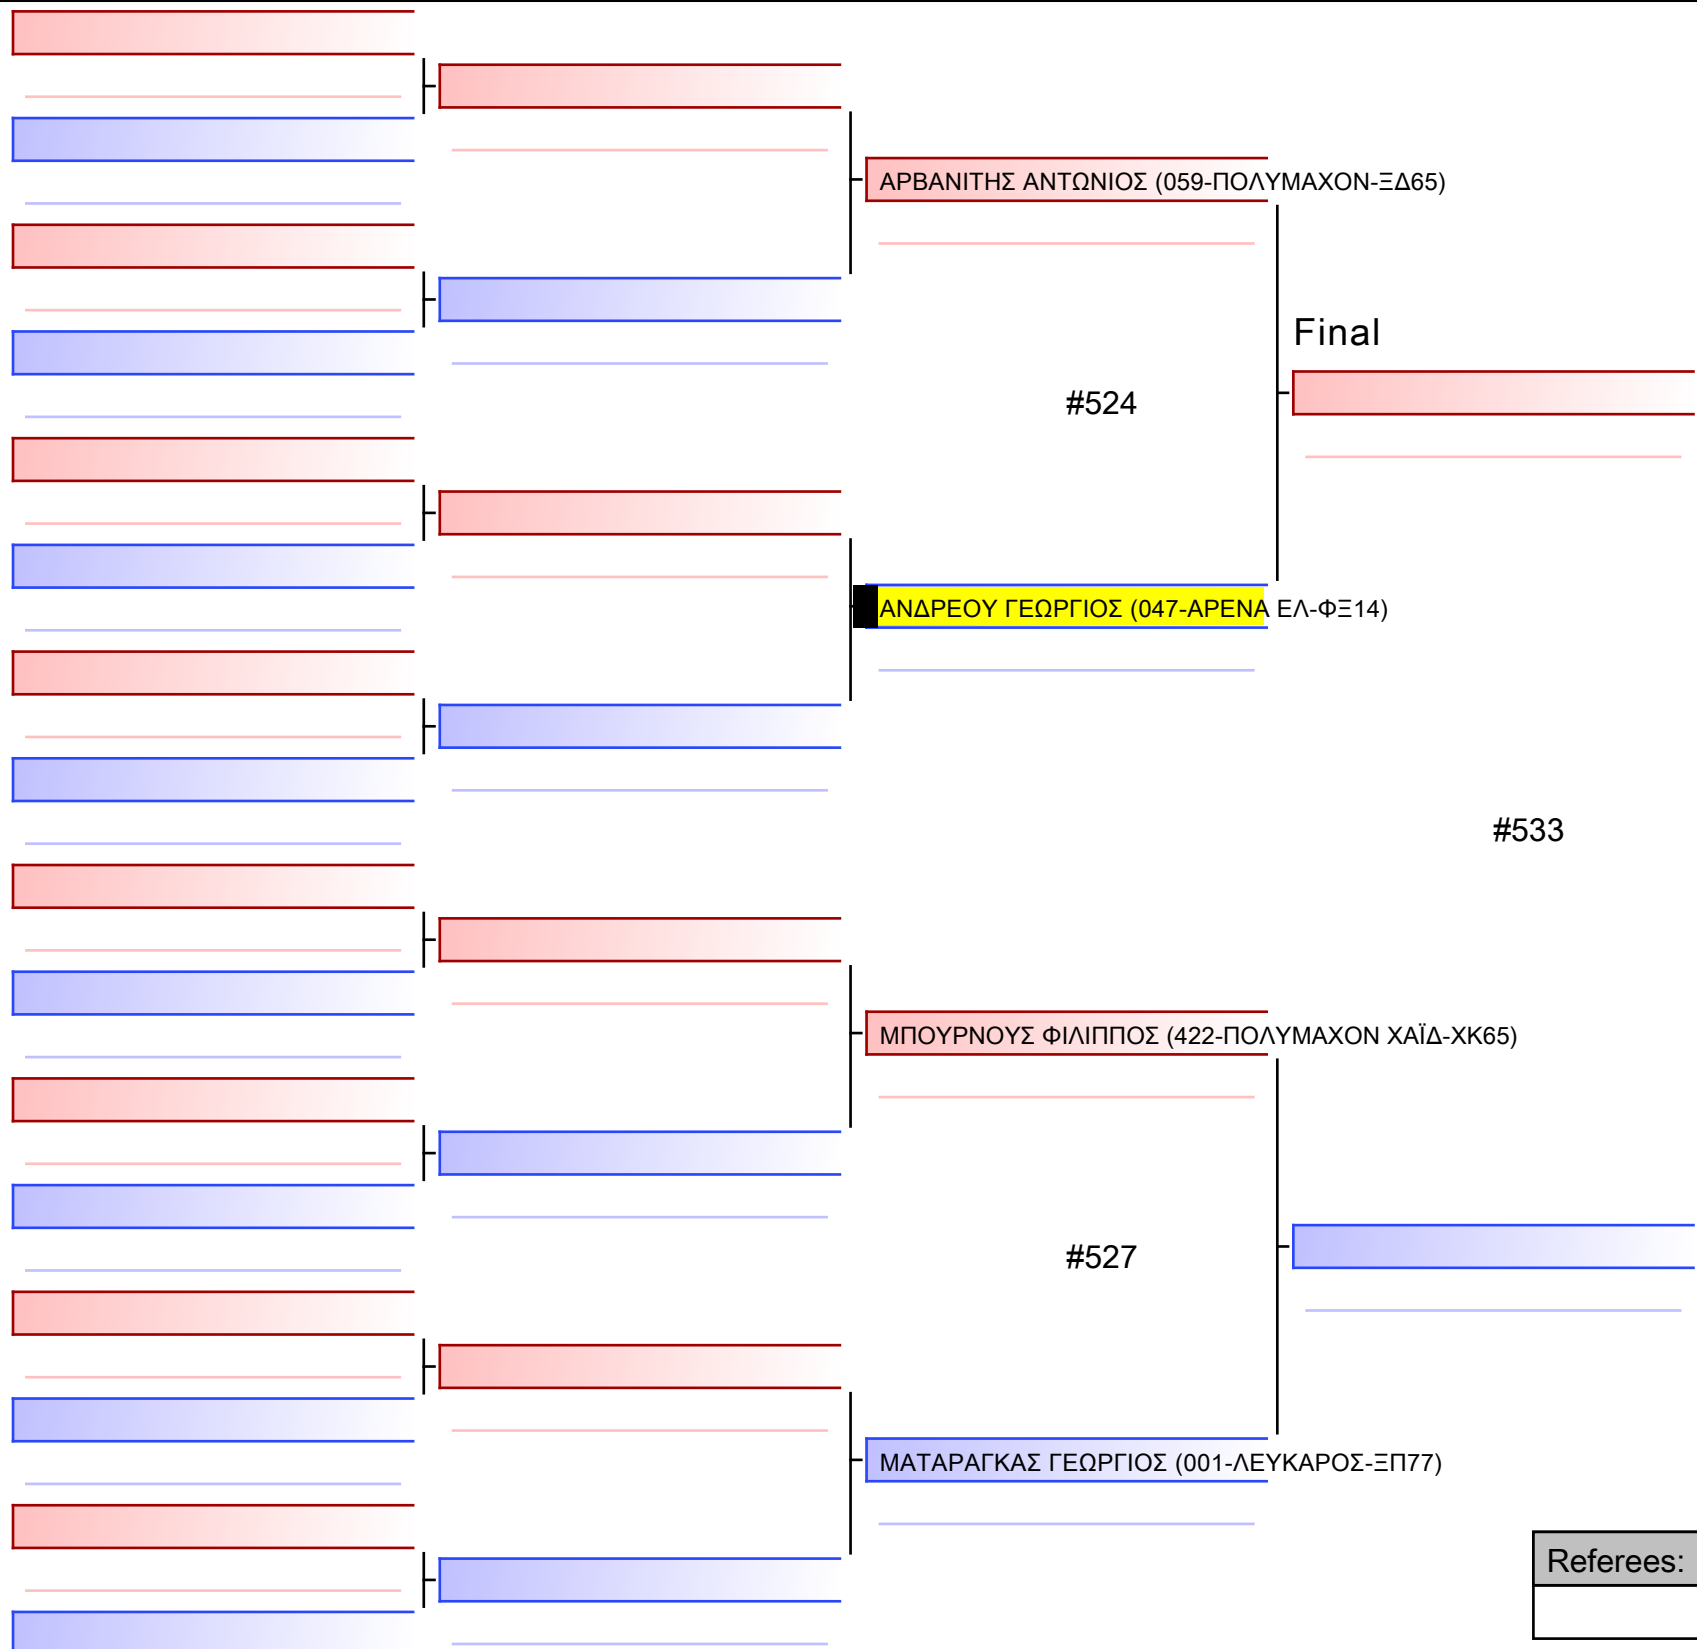 ΑΡΒΑΝΙΤΗΣ ΑΝΤΩΝΙΟΣ (059-ΠΟΛΥΜΑΧΟΝ-ΞΔ65)
Final
#524
ΑΝΔΡΕΟΥ ΓΕΩΡΓΙΟΣ (047-ΑΡΕΝΑ ΕΛ-ΦΞ14)
#533
ΜΠΟΥΡΝΟΥΣ ΦΙΛΙΠΠΟΣ (422-ΠΟΛΥΜΑΧΟΝ ΧΑΪΔ-ΧΚ65)
#527
ΜΑΤΑΡΑΓΚΑΣ ΓΕΩΡΓΙΟΣ (001-ΛΕΥΚΑΡΟΣ-ΞΠ77)
Referees: